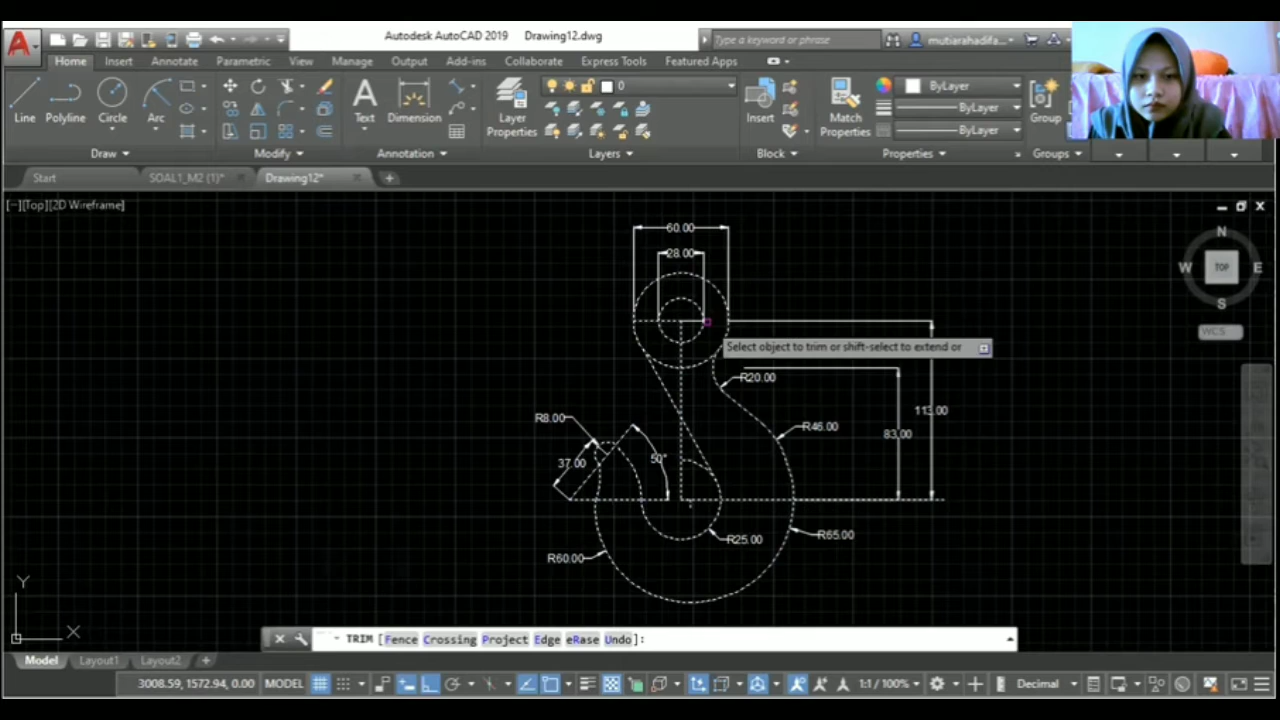 Autodesk AutoCAD 2019 Drawing12.dwg
Type a keyword or phrase
mutiarahadifa...
Home Insert Annotate Parametric View Manage Output Add-ins Collaborate Express Tools Featured Apps
Line Polyline Circle Arc
Text Dimension
Layer Properties
0
Insert
Match Properties
ByLayer
ByLayer
ByLayer
Group
Draw Modify Annotation Layers Block Properties Groups
Start SOAL1_M2 (1)* Drawing12*
[−][Top][2D Wireframe]
N
W TOP E
S
WCS
60.00
28.00
Select object to trim or shift-select to extend or
R20.00
113.00
R8.00
R46.00
83.00
37.00
50°
R25.00
R65.00
R60.00
Y
X
TRIM [Fence Crossing Project Edge eRase Undo]:
Model Layout1 Layout2 +
3008.59, 1572.94, 0.00 MODEL 1:1 / 100% Decimal